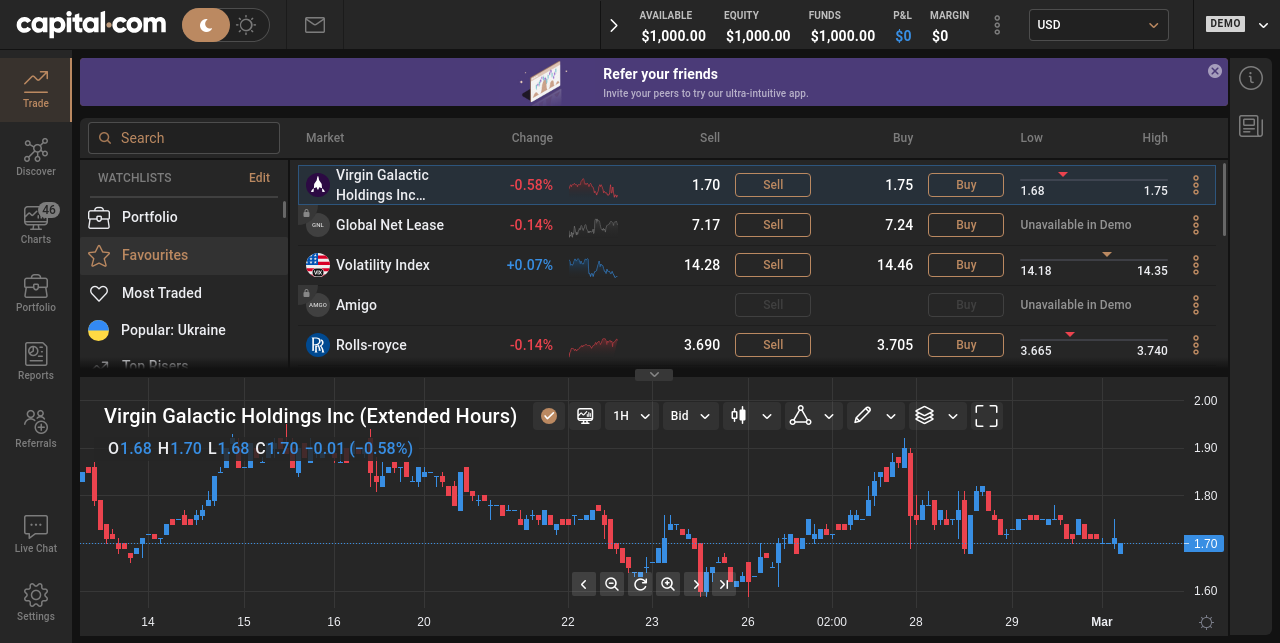 capital.com
AVAILABLE EQUITY FUNDS P&L MARGIN
$1,000.00 $1,000.00 $1,000.00 $0 $0
USD
DEMO
Trade
Discover
46
Charts
Portfolio
Reports
Referrals
Live Chat
Settings
Refer your friends
Invite your peers to try our ultra-intuitive app.
Search
WATCHLISTS Edit
Portfolio
Favourites
Most Traded
Popular: Ukraine
Top Risers
Market Change Sell Buy Low High
Virgin Galactic
Holdings Inc… -0.58% 1.70 Sell 1.75 Buy 1.68 1.75
GNL Global Net Lease -0.14% 7.17 Sell 7.24 Buy Unavailable in Demo
VIX Volatility Index +0.07% 14.28 Sell 14.46 Buy 14.18 14.35
AMGO Amigo Sell Buy Unavailable in Demo
Rolls-royce -0.14% 3.690 Sell 3.705 Buy 3.665 3.740
Virgin Galactic Holdings Inc (Extended Hours) 1H Bid
O1.68 H1.70 L1.68 C1.70 −0.01 (−0.58%)
2.00
1.90
1.80
1.70
1.60
14 15 16 20 22 23 26 02:00 28 29 Mar